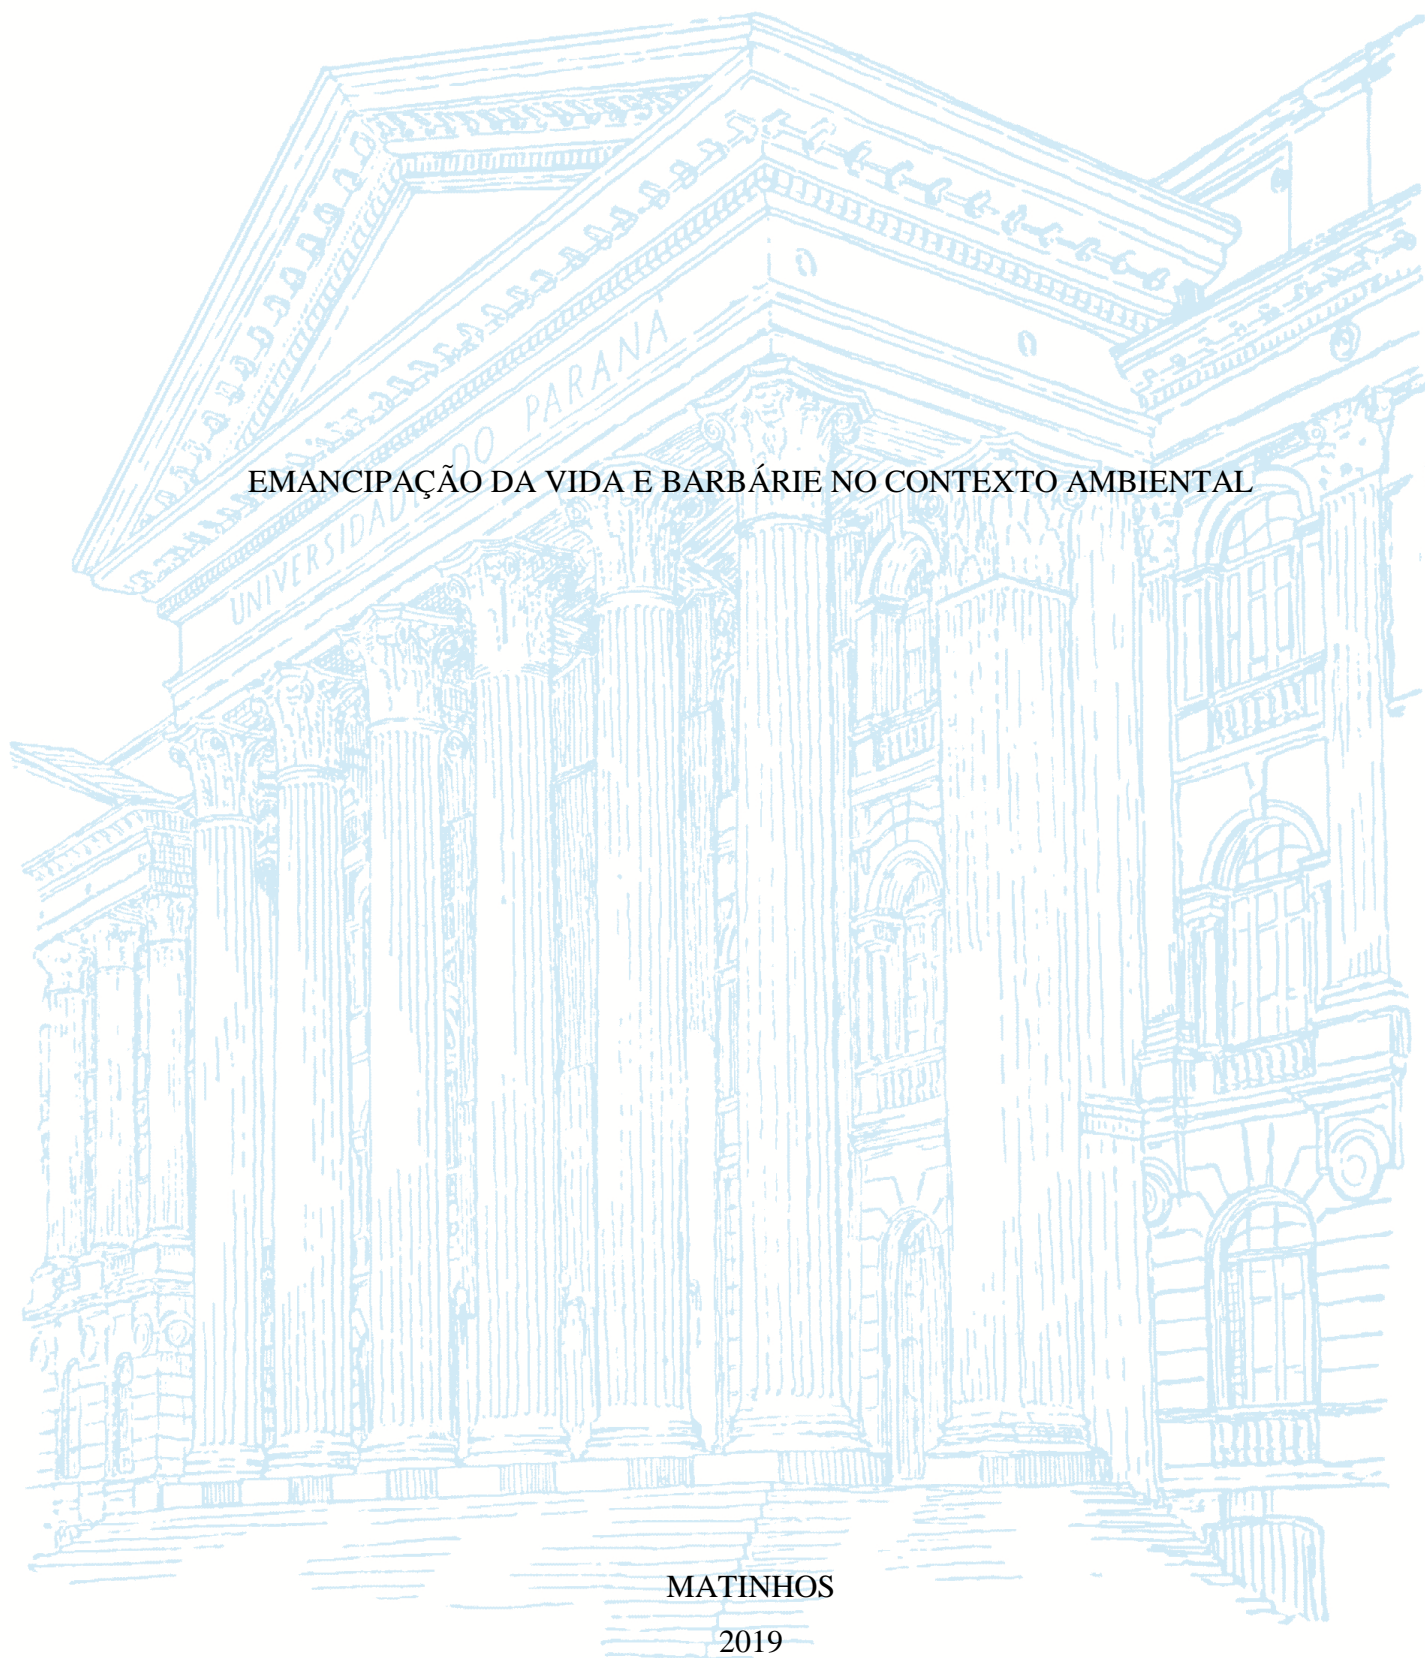 UNIVERSIDADE DO PARANÁ
EMANCIPAÇÃO DA VIDA E BARBÁRIE NO CONTEXTO AMBIENTAL
MATINHOS
2019